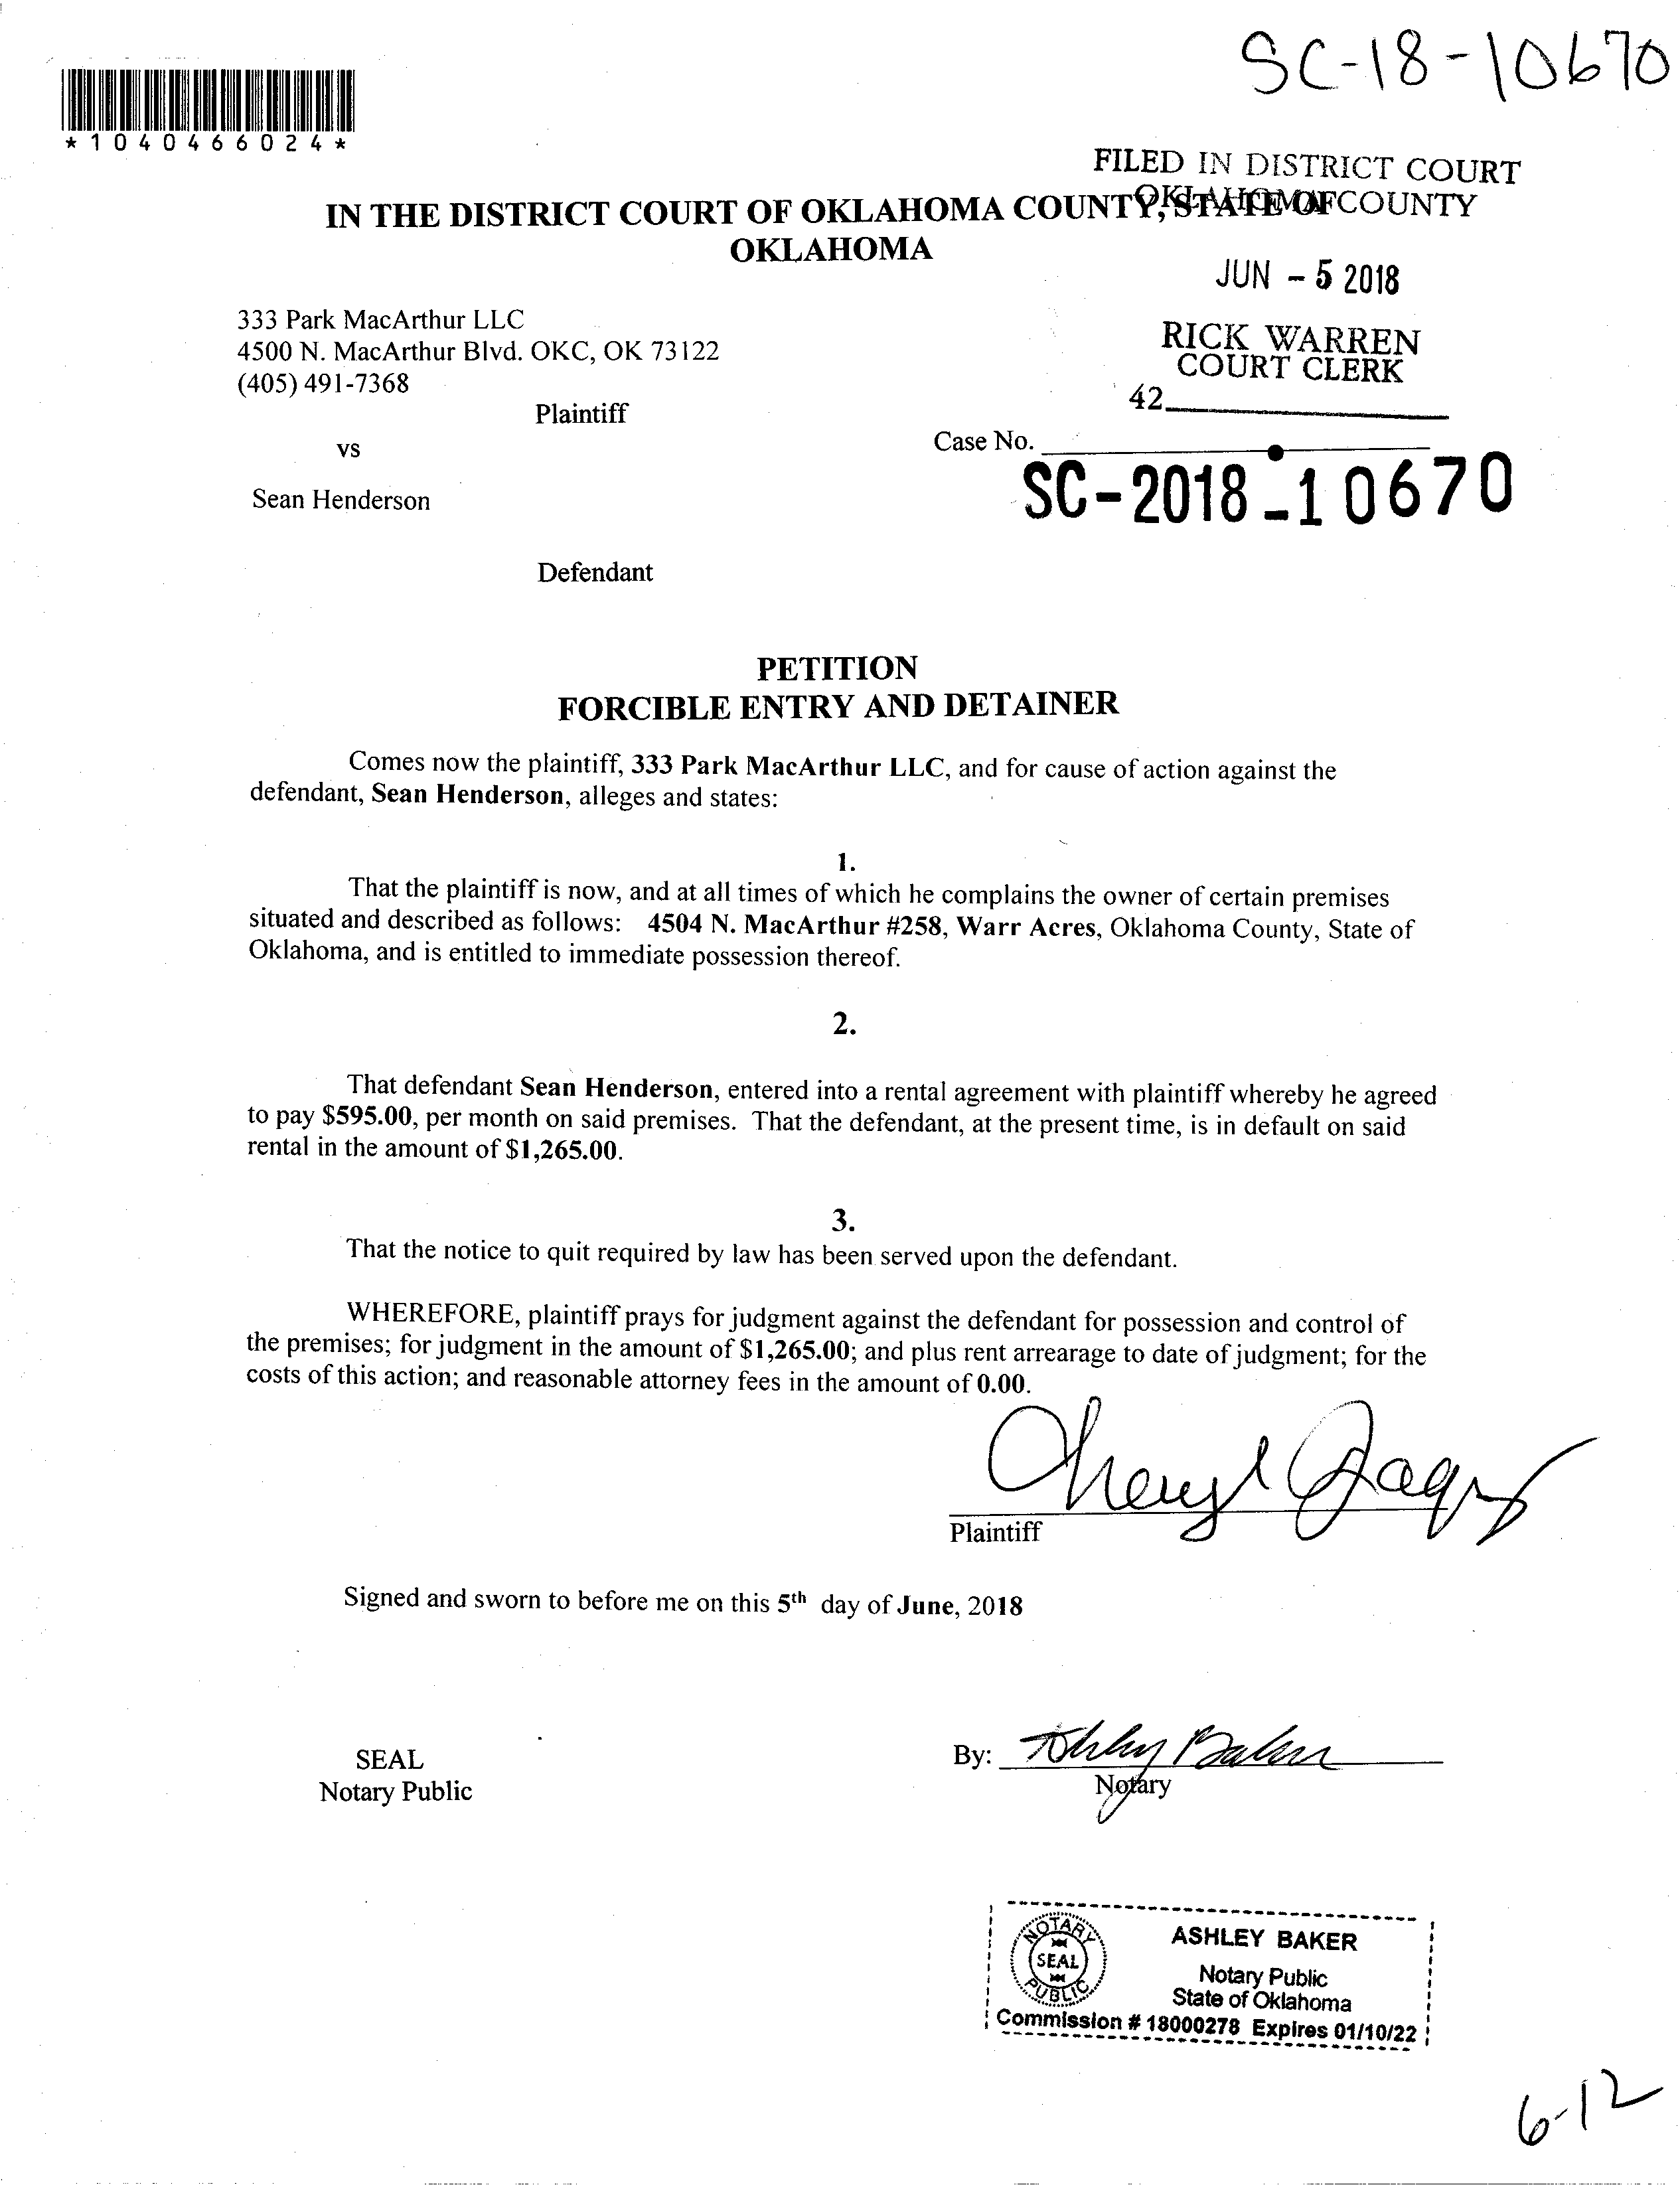 SC-18-10670
*1040466024*
FILED IN DISTRICT COURT
OKLAHOMA COUNTY
IN THE DISTRICT COURT OF OKLAHOMA COUNTY, STATE OF
OKLAHOMA
JUN - 5 2018
333 Park MacArthur LLC
4500 N. MacArthur Blvd. OKC, OK 73122
(405) 491-7368
RICK WARREN
COURT CLERK
42
Plaintiff
vs
Case No.
SC-2018-10670
Sean Henderson
Defendant
PETITION
FORCIBLE ENTRY AND DETAINER
Comes now the plaintiff, 333 Park MacArthur LLC, and for cause of action against the
defendant, Sean Henderson, alleges and states:
1.
That the plaintiff is now, and at all times of which he complains the owner of certain premises
situated and described as follows: 4504 N. MacArthur #258, Warr Acres, Oklahoma County, State of
Oklahoma, and is entitled to immediate possession thereof.
2.
That defendant Sean Henderson, entered into a rental agreement with plaintiff whereby he agreed
to pay $595.00, per month on said premises. That the defendant, at the present time, is in default on said
rental in the amount of $1,265.00.
3.
That the notice to quit required by law has been served upon the defendant.
WHEREFORE, plaintiff prays for judgment against the defendant for possession and control of
the premises; for judgment in the amount of $1,265.00; and plus rent arrearage to date of judgment; for the
costs of this action; and reasonable attorney fees in the amount of 0.00.
Cheryl
Plaintiff
Signed and sworn to before me on this 5th day of June, 2018
SEAL
Notary Public
By: Ashley Baker
Notary
NOTARY
SEAL
PUBLIC
ASHLEY BAKER
Notary Public
State of Oklahoma
Commission # 18000278 Expires 01/10/22
6-12